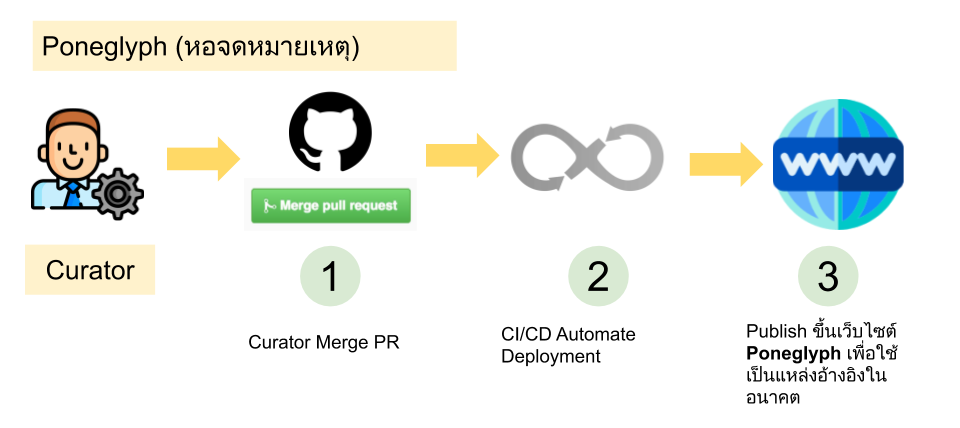 Poneglyph (หอจดหมายเหตุ)
Merge pull request
www
Curator
1
2
3
Curator Merge PR
CI/CD Automate
Deployment
Publish ขึ้นเว็บไซต์
Poneglyph เพื่อใช้
เป็นแหล่งอ้างอิงใน
อนาคต